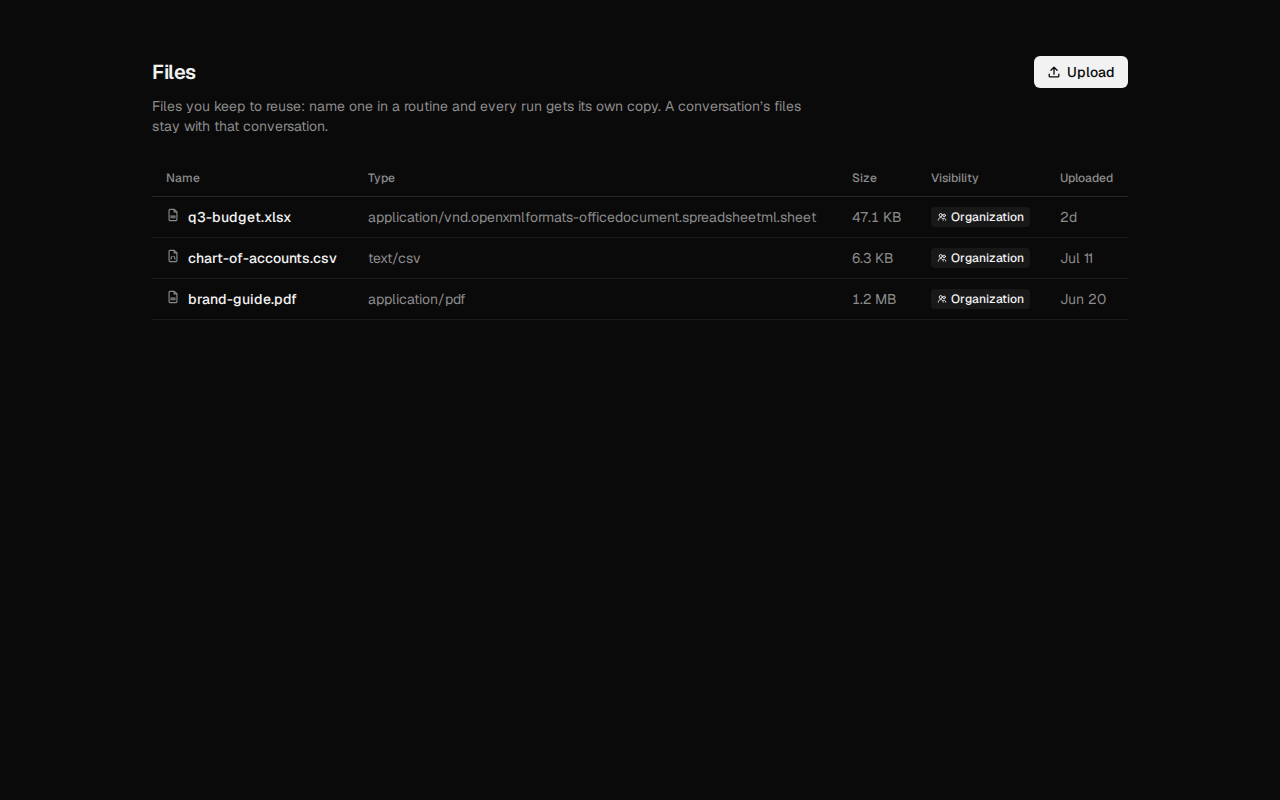 Files
Upload
Files you keep to reuse: name one in a routine and every run gets its own copy. A conversation's files
stay with that conversation.
Name Type Size Visibility Uploaded
q3-budget.xlsx application/vnd.openxmlformats-officedocument.spreadsheetml.sheet 47.1 KB Organization 2d
chart-of-accounts.csv text/csv 6.3 KB Organization Jul 11
brand-guide.pdf application/pdf 1.2 MB Organization Jun 20